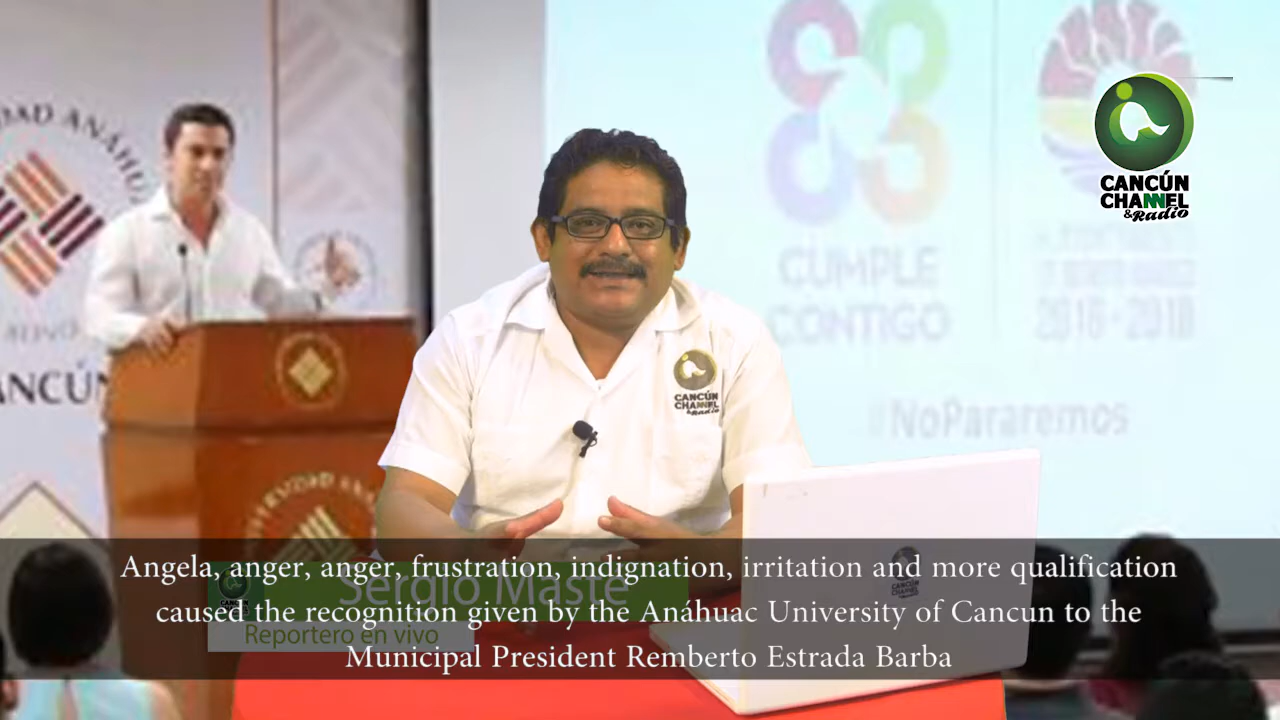 DAD ANÁHU
CANCÚN
CUMPLE
CONTIGO
2016-2018
#NoPararemos
CANCÚN
CHANNEL
&Radio
CANCÚN
CHANNEL
&Radio
Sergio Maste
Reportero en vivo
Angela, anger, anger, frustration, indignation, irritation and more qualification
caused the recognition given by the Anáhuac University of Cancun to the
Municipal President Remberto Estrada Barba